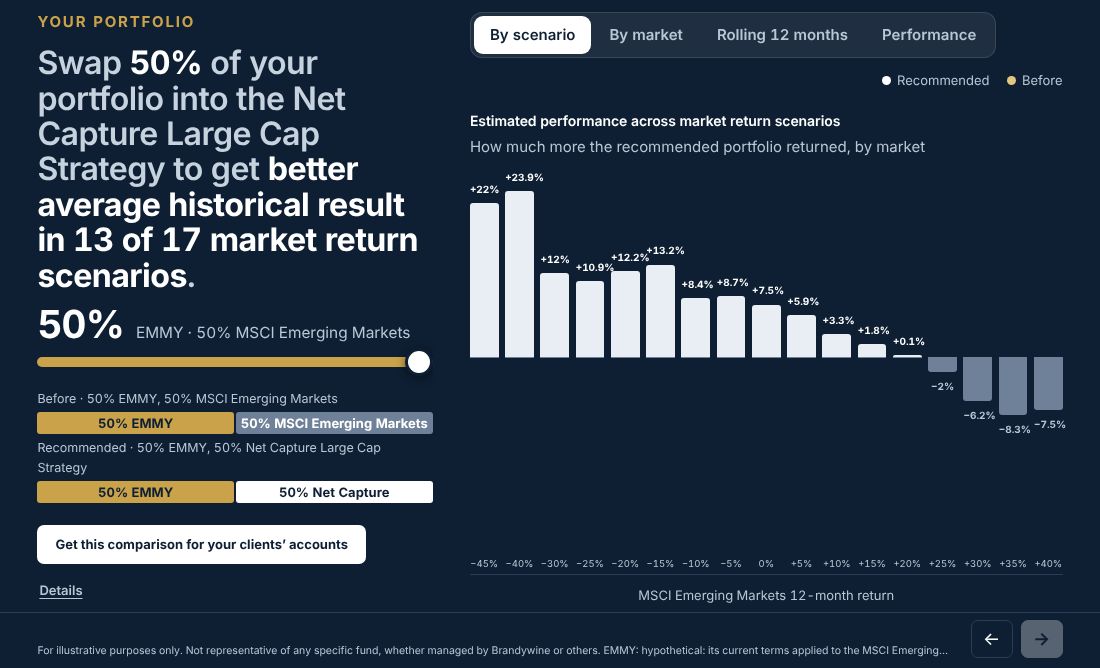 YOUR PORTFOLIO
Swap 50% of your
portfolio into the Net
Capture Large Cap
Strategy to get better
average historical result
in 13 of 17 market return
scenarios.
50% EMMY · 50% MSCI Emerging Markets
Before · 50% EMMY, 50% MSCI Emerging Markets
50% EMMY 50% MSCI Emerging Markets
Recommended · 50% EMMY, 50% Net Capture Large Cap
Strategy
50% EMMY 50% Net Capture
Get this comparison for your clients’ accounts
Details
By scenario By market Rolling 12 months Performance
Recommended Before
Estimated performance across market return scenarios
How much more the recommended portfolio returned, by market
+22% +23.9% +12% +10.9% +12.2% +13.2% +8.4% +8.7% +7.5% +5.9% +3.3% +1.8% +0.1% −2% −6.2% −8.3% −7.5%
−45% −40% −30% −25% −20% −15% −10% −5% 0% +5% +10% +15% +20% +25% +30% +35% +40%
MSCI Emerging Markets 12-month return
For illustrative purposes only. Not representative of any specific fund, whether managed by Brandywine or others. EMMY: hypothetical: its current terms applied to the MSCI Emerging...